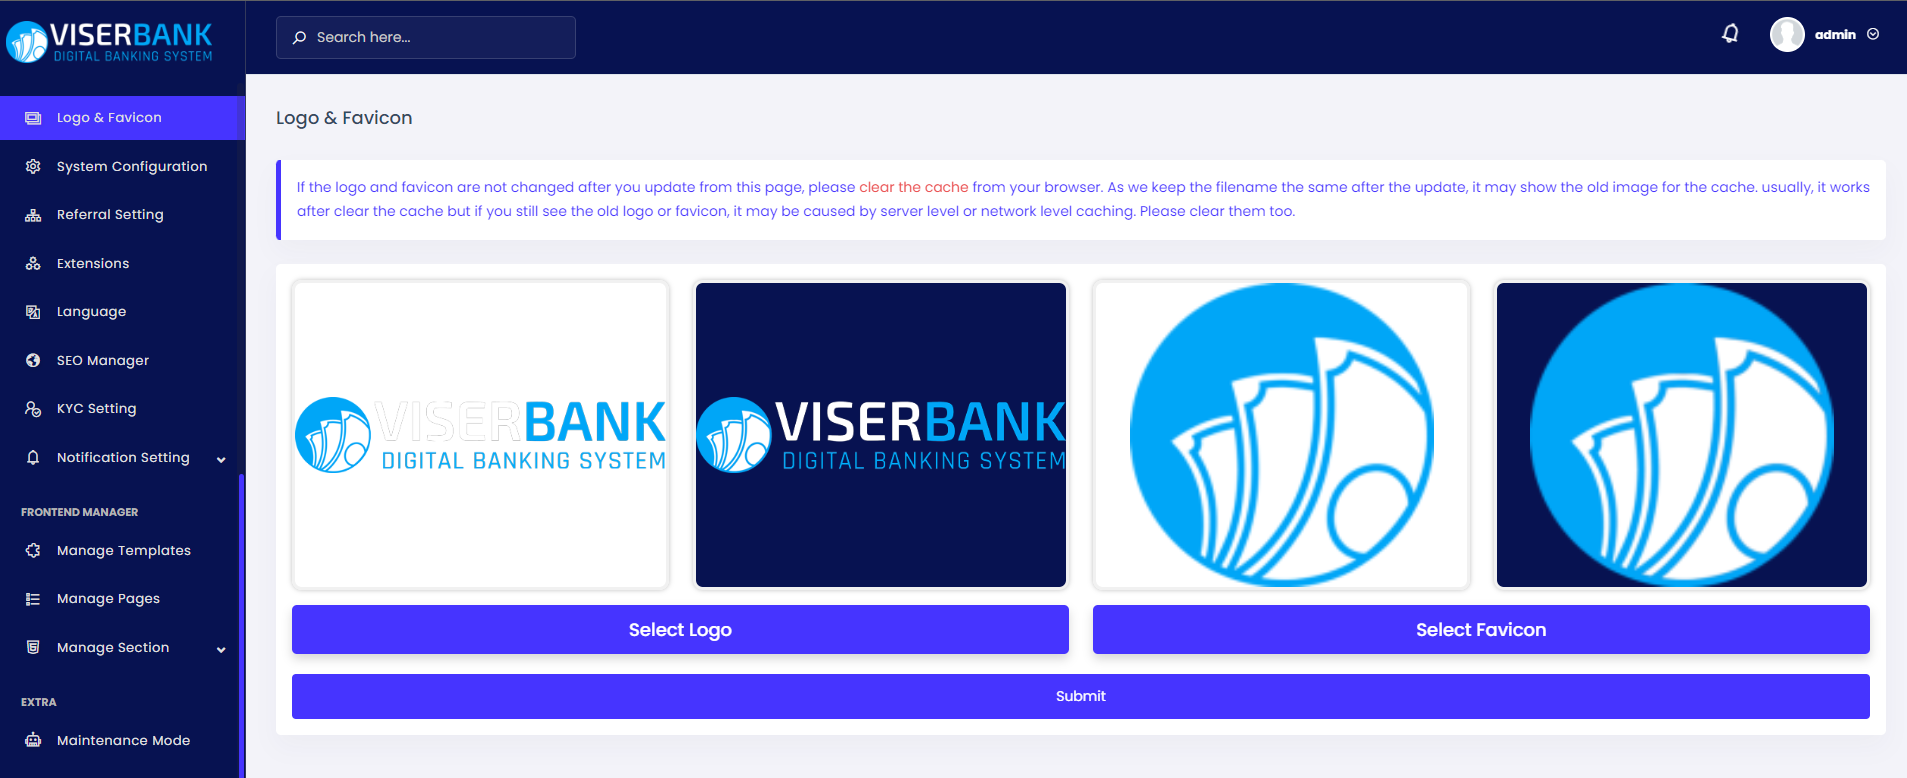 VISERBANK
DIGITAL BANKING SYSTEM
Search here...
admin
Logo & Favicon
System Configuration
Referral Setting
Extensions
Language
SEO Manager
KYC Setting
Notification Setting
FRONTEND MANAGER
Manage Templates
Manage Pages
Manage Section
EXTRA
Maintenance Mode
Logo & Favicon
If the logo and favicon are not changed after you update from this page, please clear the cache from your browser. As we keep the filename the same after the update, it may show the old image for the cache. usually, it works
after clear the cache but if you still see the old logo or favicon, it may be caused by server level or network level caching. Please clear them too.
VISERBANK
DIGITAL BANKING SYSTEM
VISERBANK
DIGITAL BANKING SYSTEM
Select Logo
Select Favicon
Submit